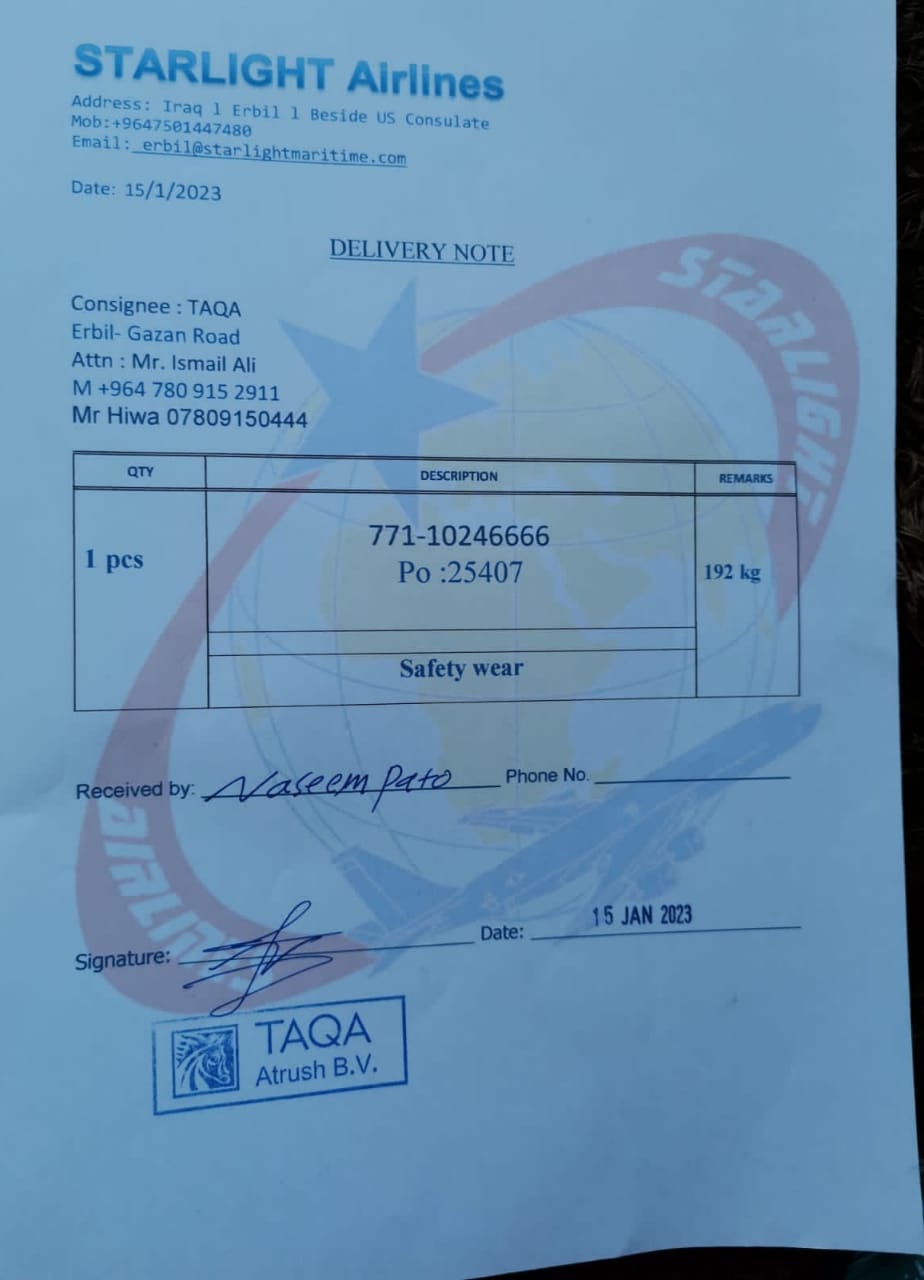 STARLIGHT Airlines
Address: Iraq l Erbil l Beside US Consulate
Mob:+9647501447480
Email: erbil@starlightmaritime.com
Date: 15/1/2023
DELIVERY NOTE
STARLIGHT
Consignee : TAQA
Erbil- Gazan Road
Attn : Mr. Ismail Ali
M +964 780 915 2911
Mr Hiwa 07809150444
QTY DESCRIPTION REMARKS
771-10246666
1 pcs Po :25407 192 kg
Safety wear
Received by: Naseem Pato Phone No.
AIRLINES
Signature: Date: 15 JAN 2023
TAQA
Atrush B.V.